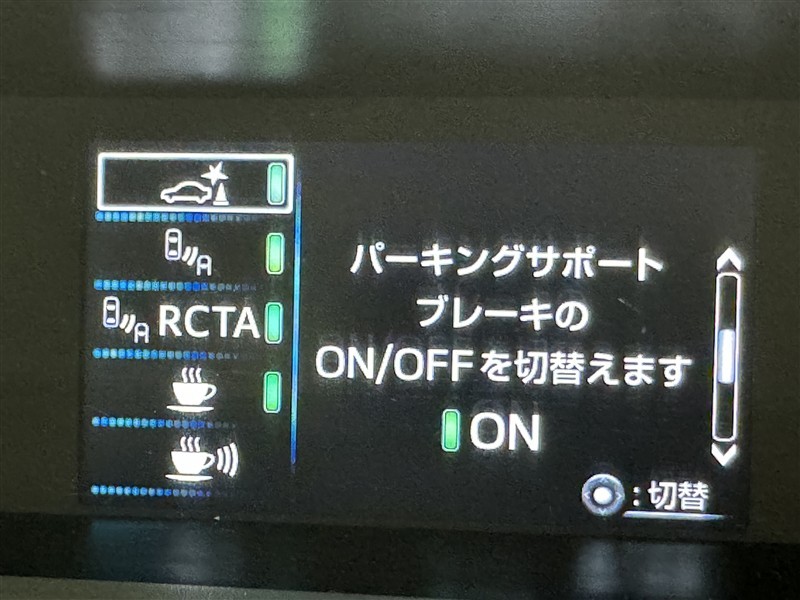 RCTA
パーキングサポート
ブレーキの
ON/OFFを切替えます
ON
:切替